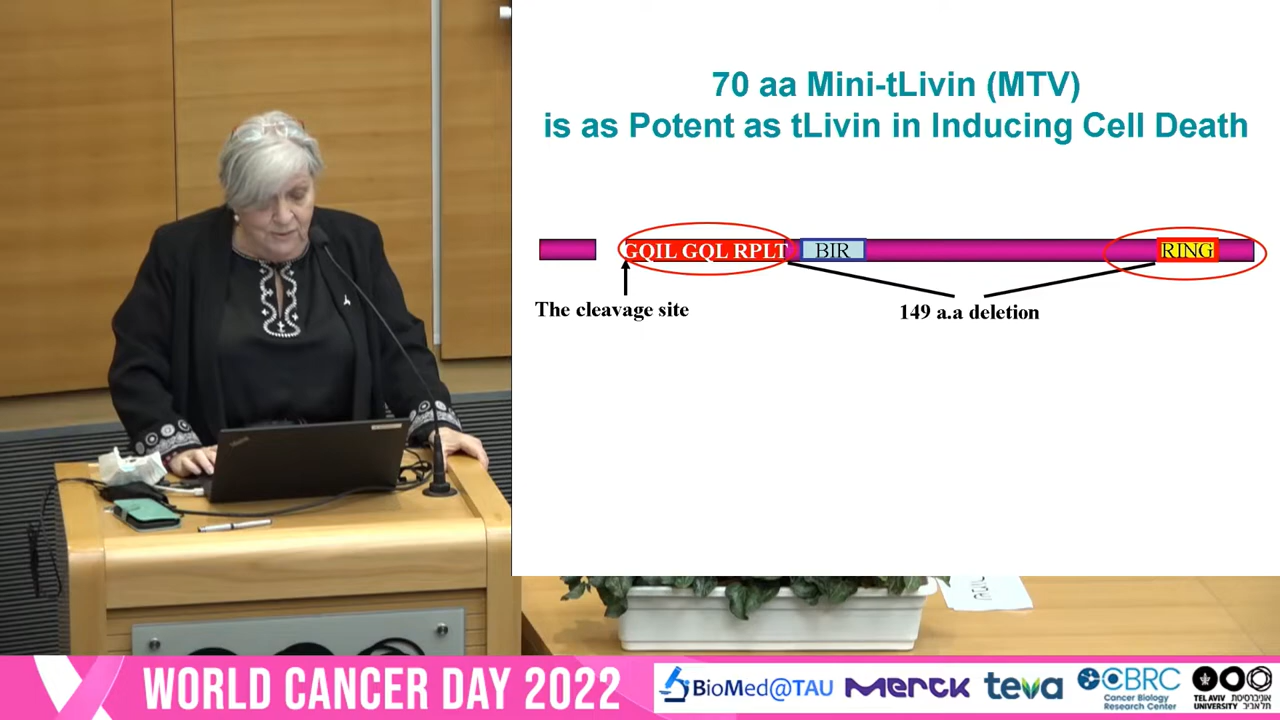 70 aa Mini-tLivin (MTV)
is as Potent as tLivin in Inducing Cell Death
GQIL GQL RPLT
BIR
RING
The cleavage site
149 a.a deletion
WORLD CANCER DAY 2022
BioMed@TAU
MERCK
teva
CBRC
Cancer Biology
Research Center
TEL AVIV אוניברסיטת
UNIVERSITY תל אביב